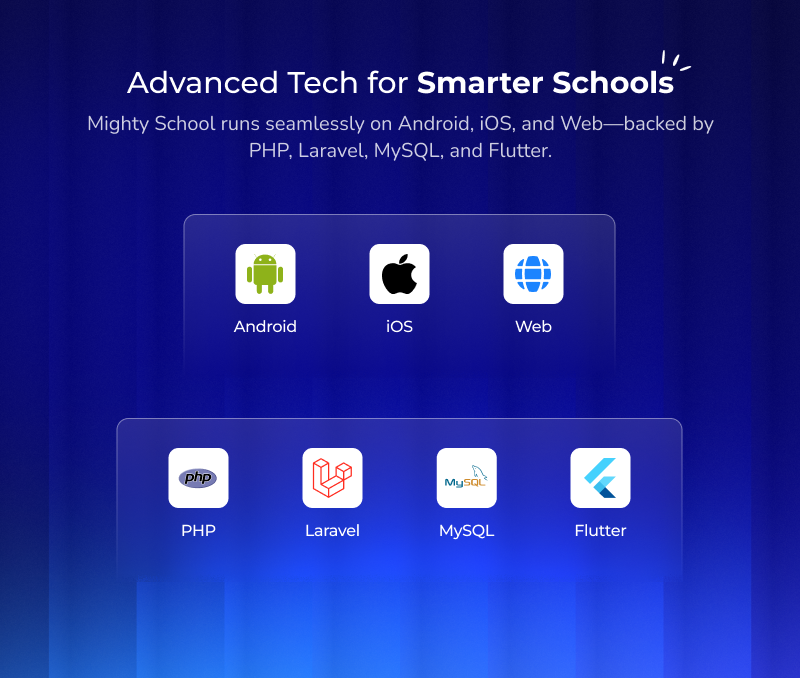 Advanced Tech for Smarter Schools
Mighty School runs seamlessly on Android, iOS, and Web—backed by
PHP, Laravel, MySQL, and Flutter.
Android iOS Web
php MySQL
PHP Laravel MySQL Flutter